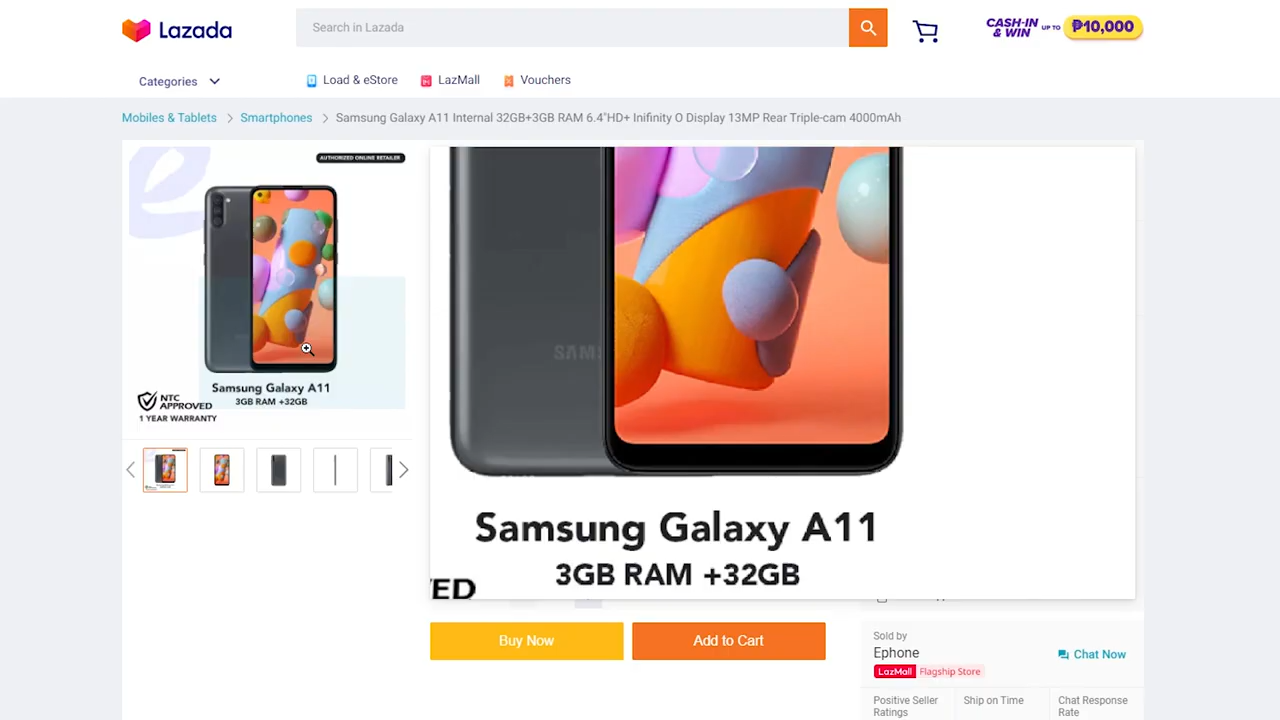 Lazada
Search in Lazada
CASH-IN & WIN UP TO ₱10,000
Categories
Load & eStore
LazMall
Vouchers
Mobiles & Tablets > Smartphones > Samsung Galaxy A11 Internal 32GB+3GB RAM 6.4"HD+ Inifinity O Display 13MP Rear Triple-cam 4000mAh
AUTHORIZED ONLINE RETAILER
Samsung Galaxy A11
3GB RAM +32GB
NTC
APPROVED
1 YEAR WARRANTY
SAMS
Samsung Galaxy A11
3GB RAM +32GB
VED
Buy Now
Add to Cart
Sold by
Ephone
LazMall Flagship Store
Chat Now
Positive Seller Ratings
Ship on Time
Chat Response Rate